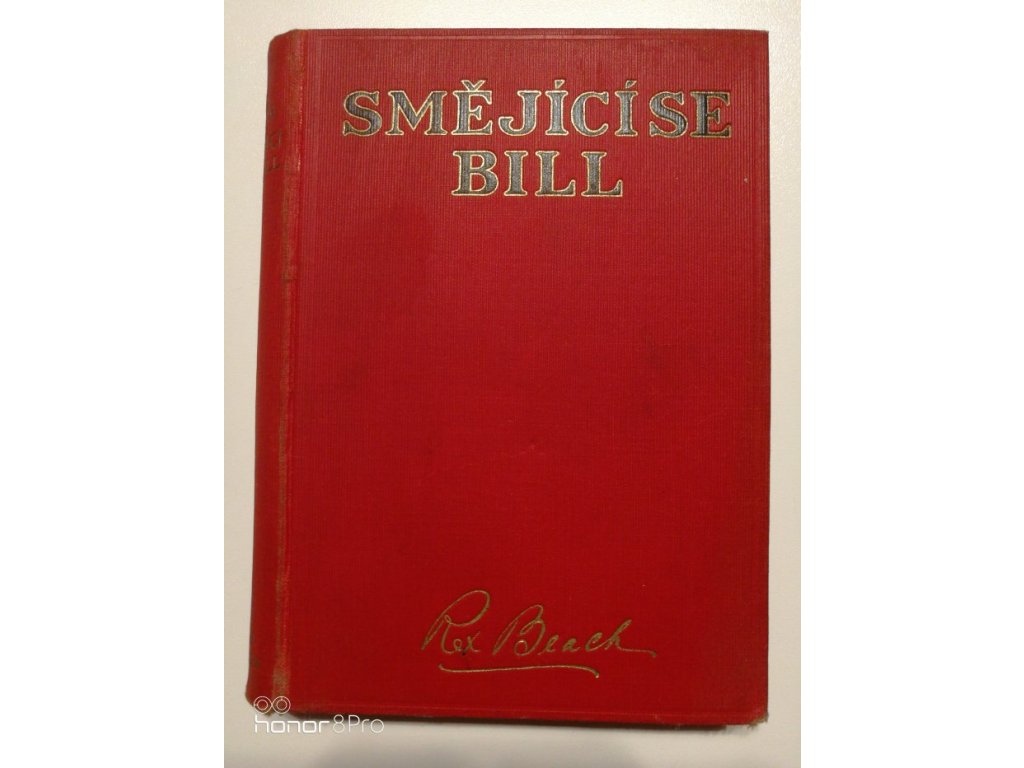 SMĚJÍCÍ SE
BILL
Rex Beach
honor 8Pro